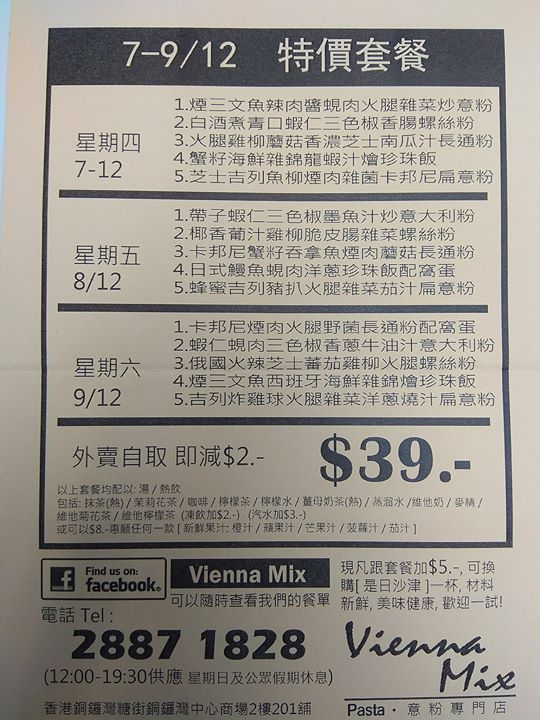 7-9/12 特價套餐
星期四
7-12
1.煙三文魚辣肉醬蜆肉火腿雜菜炒意粉
2.白酒煮青口蝦仁三色椒香腸螺絲粉
3.火腿雞柳蘑菇香濃芝士南瓜汁長通粉
4.蟹籽海鮮雜錦龍蝦汁燴珍珠飯
5.芝士吉列魚柳煙肉雜菌卡邦尼扁意粉
星期五
8/12
1.帶子蝦仁三色椒墨魚汁炒意大利粉
2.椰香葡汁雞柳脆皮腸雜菜螺絲粉
3.卡邦尼蟹籽吞拿魚煙肉蘑菇長通粉
4.日式鰻魚蜆肉洋蔥珍珠飯配窩蛋
5.蜂蜜吉列豬扒火腿雜菜茄汁扁意粉
星期六
9/12
1.卡邦尼煙肉火腿野菌長通粉配窩蛋
2.蝦仁蜆肉三色椒香蔥牛油汁意大利粉
3.俄國火辣芝士蕃茄雞柳火腿螺絲粉
4.煙三文魚西班牙海鮮雜錦燴珍珠飯
5.吉列炸雞球火腿雜菜洋蔥燒汁扁意粉
外賣自取 即減$2.-
$39.-
以上套餐均配以: 湯 / 熱飲
包括: 抹茶(熱) / 茉莉花茶 / 咖啡 / 檸檬茶 / 檸檬水 / 薑母奶茶(熱) / 蒸溜水 / 維他奶 / 麥精 /
維他菊花茶 / 維他檸檬茶 (凍飲加$2.-) (汽水加$3.-)
或可以$8.-惠顧任何一款 [ 新鮮果汁: 橙汁 / 蘋果汁 / 芒果汁 / 菠蘿汁 / 茄汁 ]
Find us on:
facebook.
Vienna Mix
可以隨時查看我們的餐單
現凡跟套餐加$5.-, 可換
購[ 是日沙津 ]一杯, 材料
新鮮, 美味健康, 歡迎一試!
電話 Tel :
2887 1828
(12:00-19:30供應 星期日及公眾假期休息)
香港銅鑼灣糖街銅鑼灣中心商場2樓201舖
Vienna
Mix
Pasta · 意粉專門店